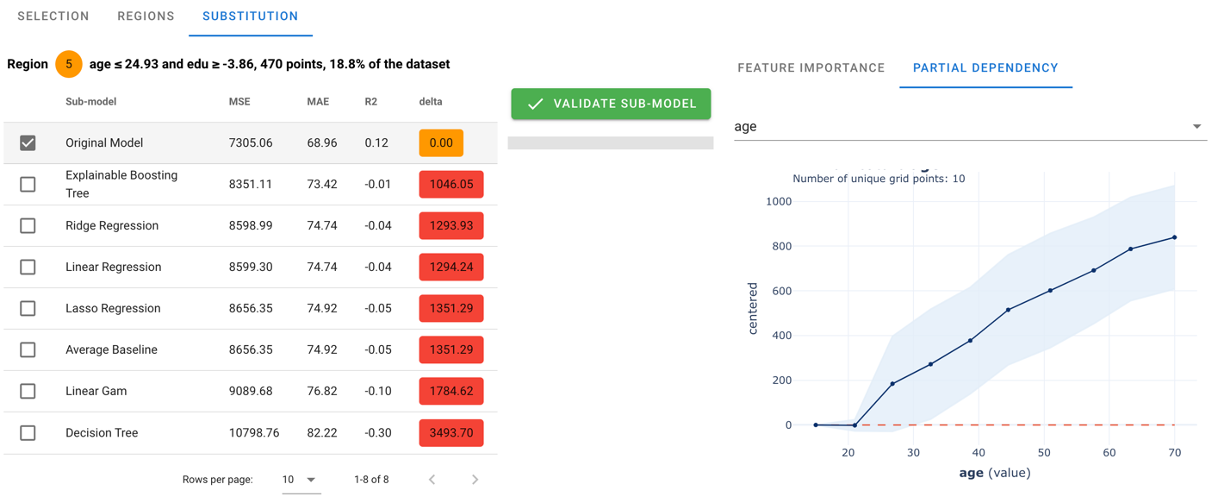 SELECTION REGIONS SUBSTITUTION
Region 5 age ≤ 24.93 and edu ≥ -3.86, 470 points, 18.8% of the dataset
Sub-model MSE MAE R2 delta
Original Model 7305.06 68.96 0.12 0.00
Explainable Boosting
Tree 8351.11 73.42 -0.01 1046.05
Ridge Regression 8598.99 74.74 -0.04 1293.93
Linear Regression 8599.30 74.74 -0.04 1294.24
Lasso Regression 8656.35 74.92 -0.05 1351.29
Average Baseline 8656.35 74.92 -0.05 1351.29
Linear Gam 9089.68 76.82 -0.10 1784.62
Decision Tree 10798.76 82.22 -0.30 3493.70
Rows per page: 10 1-8 of 8
VALIDATE SUB-MODEL
FEATURE IMPORTANCE PARTIAL DEPENDENCY
age
Number of unique grid points: 10
1000
800
600
400
200
0
centered
20 30 40 50 60 70
age (value)